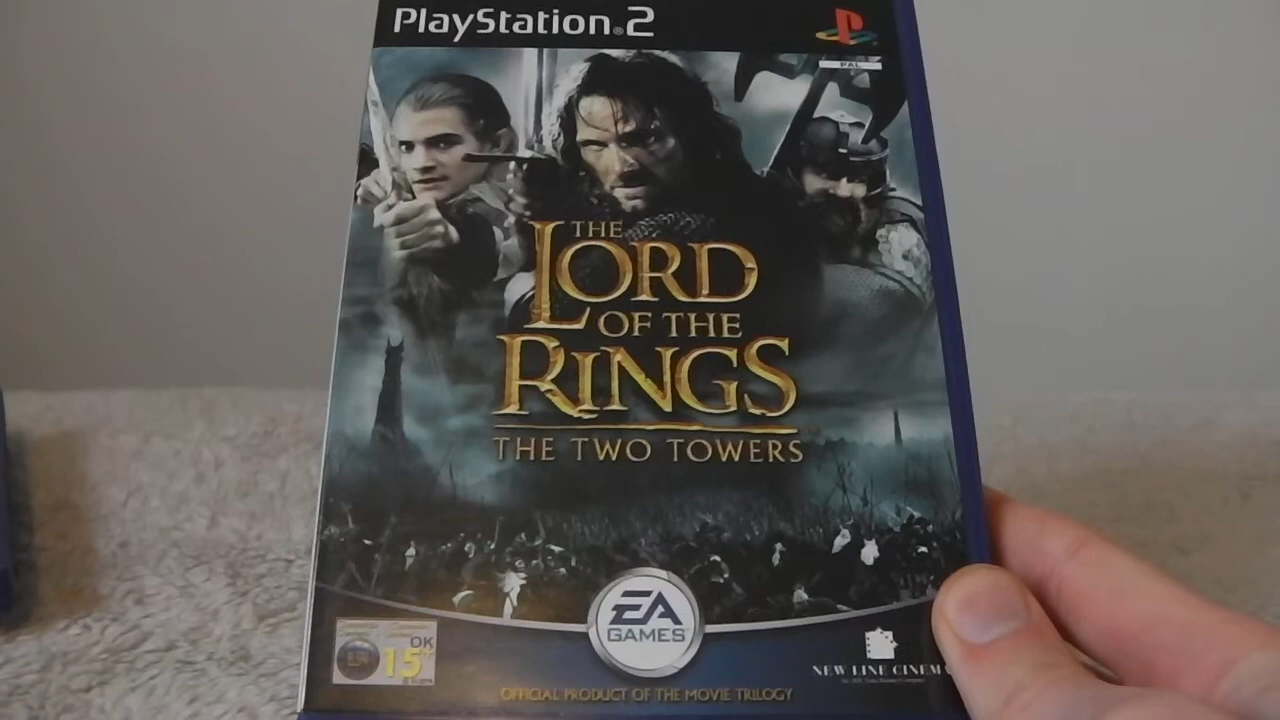 PlayStation®2
PAL
THE
LORD
OF THE
RINGS
THE TWO TOWERS
EA
GAMES
OK
15
NEW LINE CINEMA
OFFICIAL PRODUCT OF THE MOVIE TRILOGY